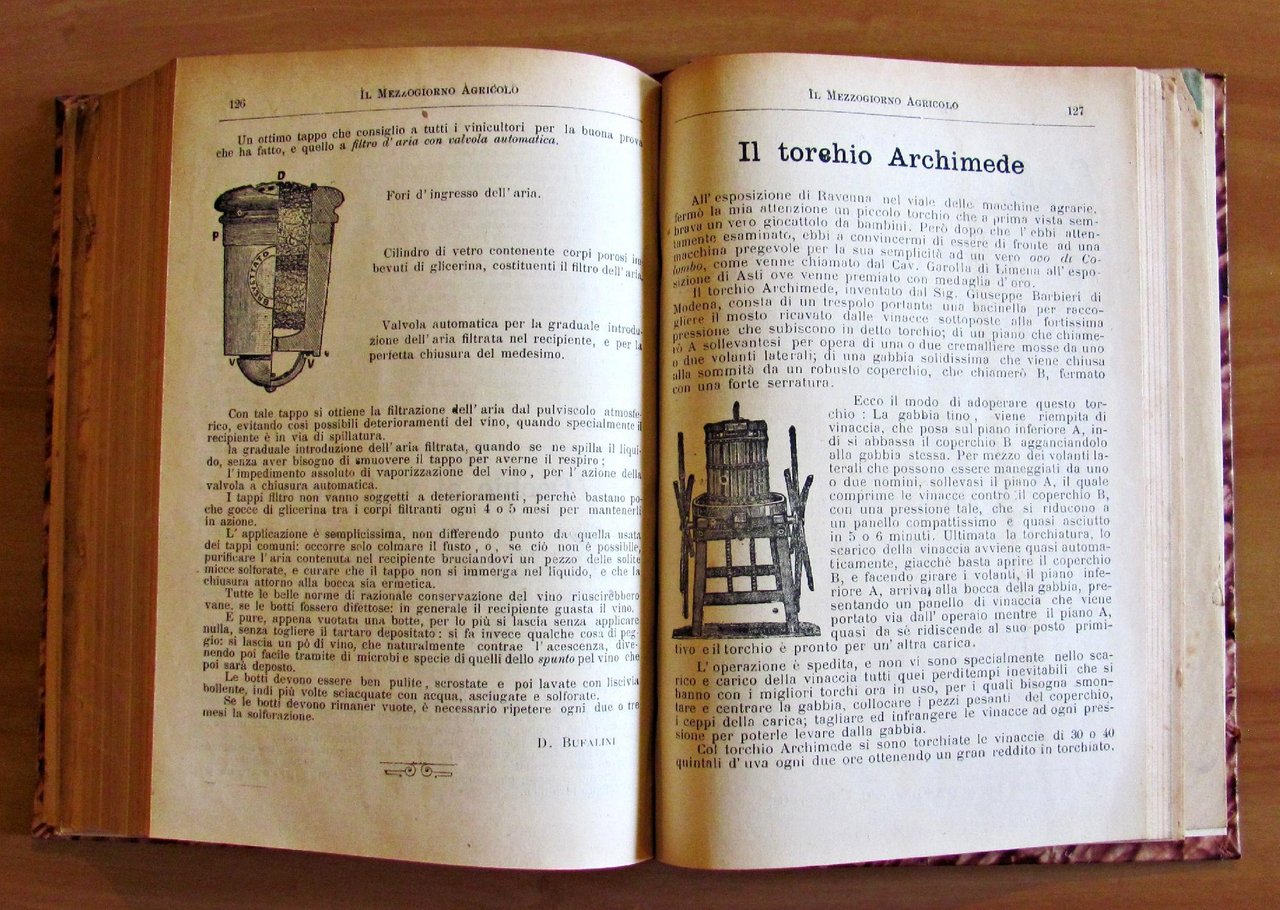 126
IL MEZZOGIORNO AGRICOLO
Un ottimo tappo che consiglio a tutti i vinicultori per la buona prova
che ha fatto, e quello a filtro d'aria con valvola automatica.
D
Fori d'ingresso dell'aria.
P
BREVETTATO
Cilindro di vetro contenente corpi porosi im
bevuti di glicerina, costituenti il filtro dell'aria
Valvola automatica per la graduale introdu-
zione dell'aria filtrata nel recipiente, e per la
perfetta chiusura del medesimo.
V
V
V
Con tale tappo si ottiene la filtrazione dell'aria dal pulviscolo atmosfe-
rico, evitando così possibili deterioramenti del vino, quando specialmente il
recipiente è in via di spillatura.
la graduale introduzione dell'aria filtrata, quando se ne spilla il liqui-
do, senza aver bisogno di smuovere il tappo per averne il respiro;
l'impedimento assoluto di vaporizzazione del vino, per l'azione della
valvola a chiusura automatica.
I tappi filtro non vanno soggetti a deterioramenti, perchè bastano po-
che gocce di glicerina tra i corpi filtranti ogni 4 o 5 mesi per mantenerli
in azione.
L'applicazione è semplicissima, non differendo punto da quella usata
dei tappi comuni: occorre solo colmare il fusto, o, se ciò non è possibile,
purificare l'aria contenuta nel recipiente bruciandovi un pezzo delle solite
micce solforate, e curare che il tappo non si immerga nel liquido, e che la
chiusura attorno alla bocca sia ermetica.
Tutte le belle norme di razionale conservazione del vino riuscirebbero
vane, se le botti fossero difettose: in generale il recipiente guasta il vino.
E pure, appena vuotata una botte, per lo più si lascia senza applicare
nulla, senza togliere il tartaro depositato: si fa invece qualche cosa di peg-
gio: si lascia un pò di vino, che naturalmente contrae l'acescenza, dive-
nendo poi facile tramite di microbi e specie di quelli dello spunto pel vino che
poi sarà deposto.
Le botti devono essere ben pulite, scrostate e poi lavate con liscivia
bollente, indi più volte sciacquate con acqua, asciugate e solforate.
Se le botti devono rimaner vuote, è necessario ripetere ogni due o tre
mesi la solforazione.
D. BUFALINI
IL MEZZOGIORNO AGRICOLO
127
Il torchio Archimede
All'esposizione di Ravenna nel viale delle macchine agrarie,
fermò la mia attenzione un piccolo torchio che a prima vista sem-
brava un vero giocattolo da bambini. Però dopo che l'ebbi atten-
tamente esaminato, ebbi a convincermi di essere di fronte ad una
macchina pregevole per la sua semplicità ad un vero ovo di Co-
lombo, come venne chiamato dal Cav. Garolla di Limena all'espo-
sizione di Asti ove venne premiato con medaglia d'oro.
Il torchio Archimede, inventato dal Sig. Giuseppe Barbieri di
Modena, consta di un trespolo portante una bacinella per racco-
gliere il mosto ricavato dalle vinacce sottoposte alla fortissima
pressione che subiscono in detto torchio; di un piano che chiame-
rò A sollevantesi per opera di una o due cremalliere mosse da uno
o due volanti laterali; di una gabbia solidissima che viene chiusa
alla sommità da un robusto coperchio, che chiamerò B, fermato
con una forte serratura.
Ecco il modo di adoperare questo tor-
chio: La gabbia tino, viene riempita di
vinaccia, che posa sul piano inferiore A, in-
di si abbassa il coperchio B agganciandolo
alla gabbia stessa. Per mezzo dei volanti la-
terali che possono essere maneggiati da uno
o due nomini, sollevasi il piano A, il quale
comprime le vinacce contro il coperchio B,
con una pressione tale, che si riducono a
un panello compattissimo e quasi asciutto
in 5 o 6 minuti. Ultimata la torchiatura, lo
scarico della vinaccia avviene quasi automa-
ticamente, giacchè basta aprire il coperchio
B, e facendo girare i volanti, il piano infe-
riore A, arriva alla bocca della gabbia, pre-
sentando un panello di vinaccia che viene
portato via dall'operaio mentre il piano A,
quasi da sè ridiscende al suo posto primi-
tivo e il torchio è pronto per un'altra carica.
L'operazione è spedita, e non vi sono specialmente nello sca-
rico e carico della vinaccia tutti quei perditempi inevitabili che si
hanno con i migliori torchi ora in uso, per i quali bisogna smon-
tare e centrare la gabbia, collocare i pezzi pesanti del coperchio,
i ceppi della carica; tagliare ed infrangere le vinacce ad ogni pres-
sione per poterle levare dalla gabbia.
Col torchio Archimede si sono torchiate le vinaccie di 30 o 40
quintali d'uva ogni due ore ottenendo un gran reddito in torchiato.